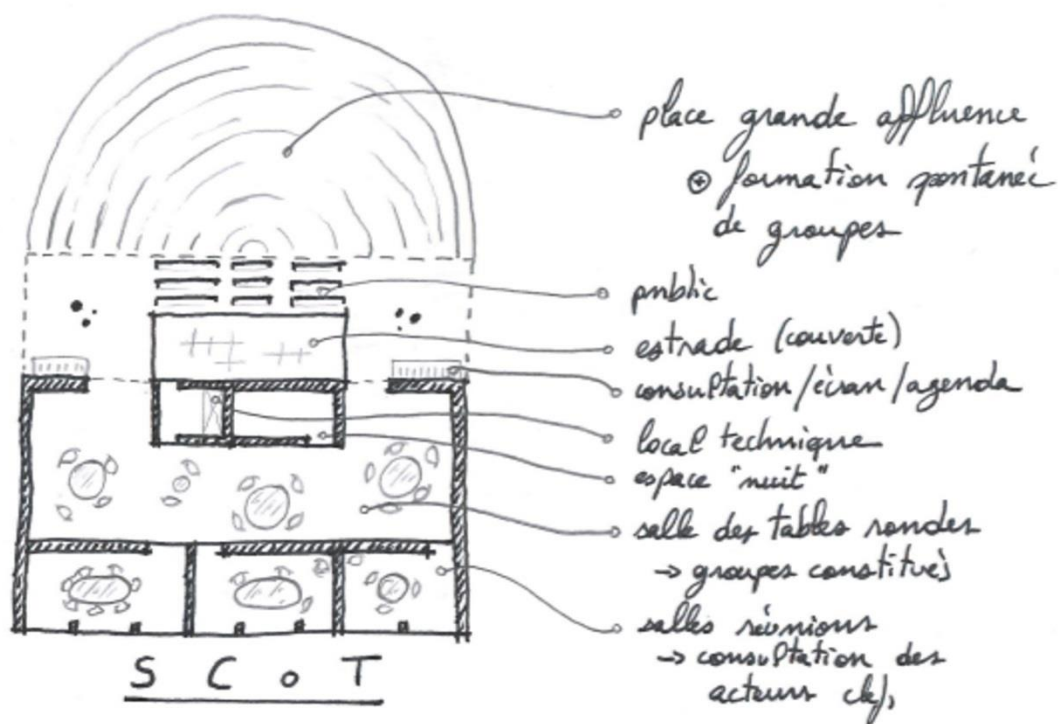 place grande affluence
⊕ formation spontanée
de groupes
public
estrade (couverte)
consultation/écran/agenda
local technique
espace "nuit"
salle des tables rondes
→ groupes constitués
salles réunions
→ consultation des
acteurs clefs
SCoT